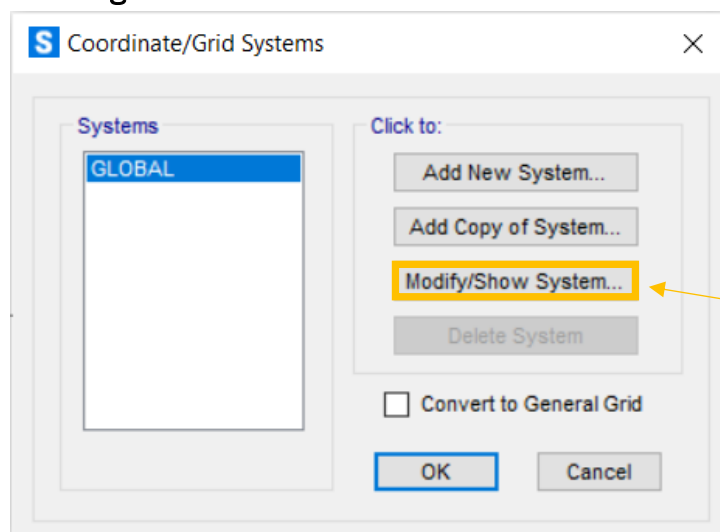 S Coordinate/Grid Systems
Systems
GLOBAL
Click to:
Add New System...
Add Copy of System...
Modify/Show System...
Delete System
Convert to General Grid
OK
Cancel